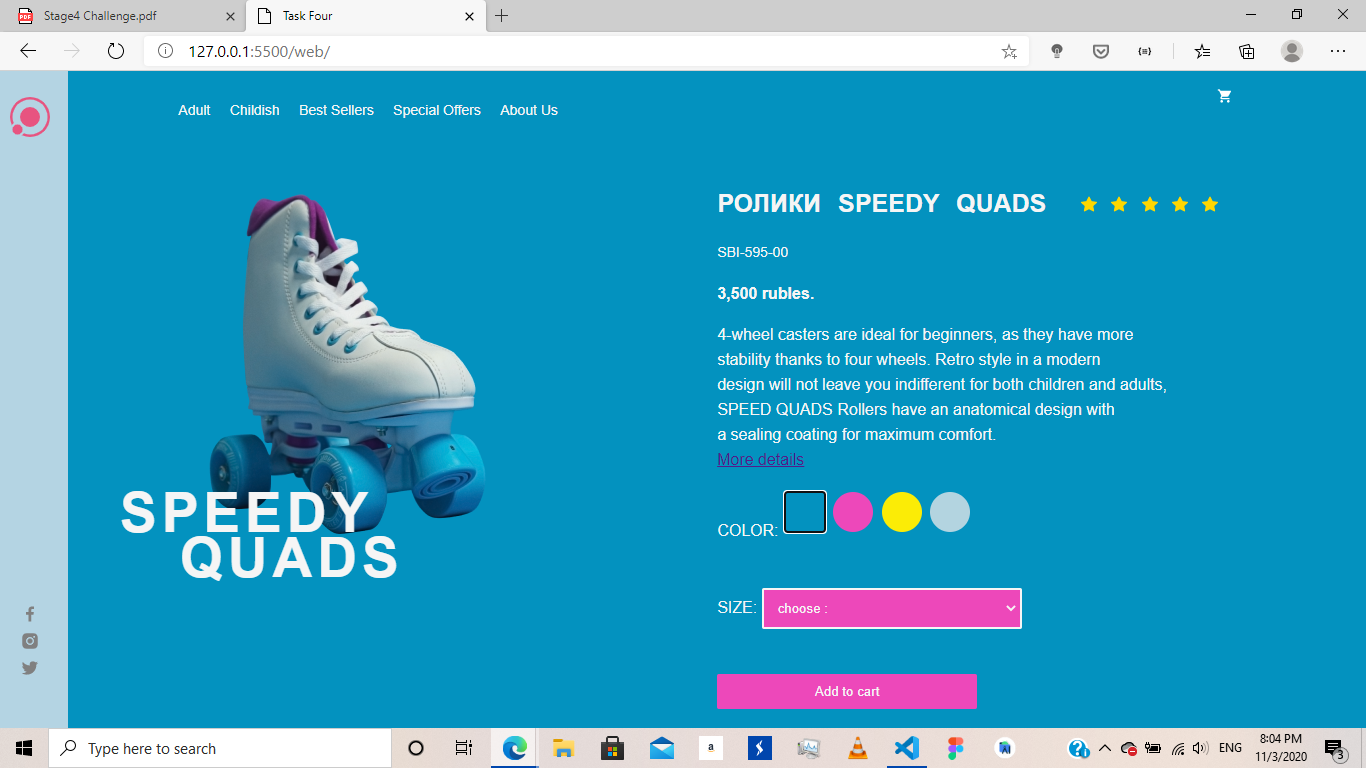 Stage4 Challenge.pdf
Task Four
127.0.0.1:5500/web/
Adult Childish Best Sellers Special Offers About Us
РОЛИКИ SPEEDY QUADS
SBI-595-00
3,500 rubles.
4-wheel casters are ideal for beginners, as they have more
stability thanks to four wheels. Retro style in a modern
design will not leave you indifferent for both children and adults,
SPEED QUADS Rollers have an anatomical design with
a sealing coating for maximum comfort.
More details
SPEEDY
QUADS
COLOR:
SIZE: choose :
Add to cart
Type here to search
a
ENG
8:04 PM
11/3/2020
3